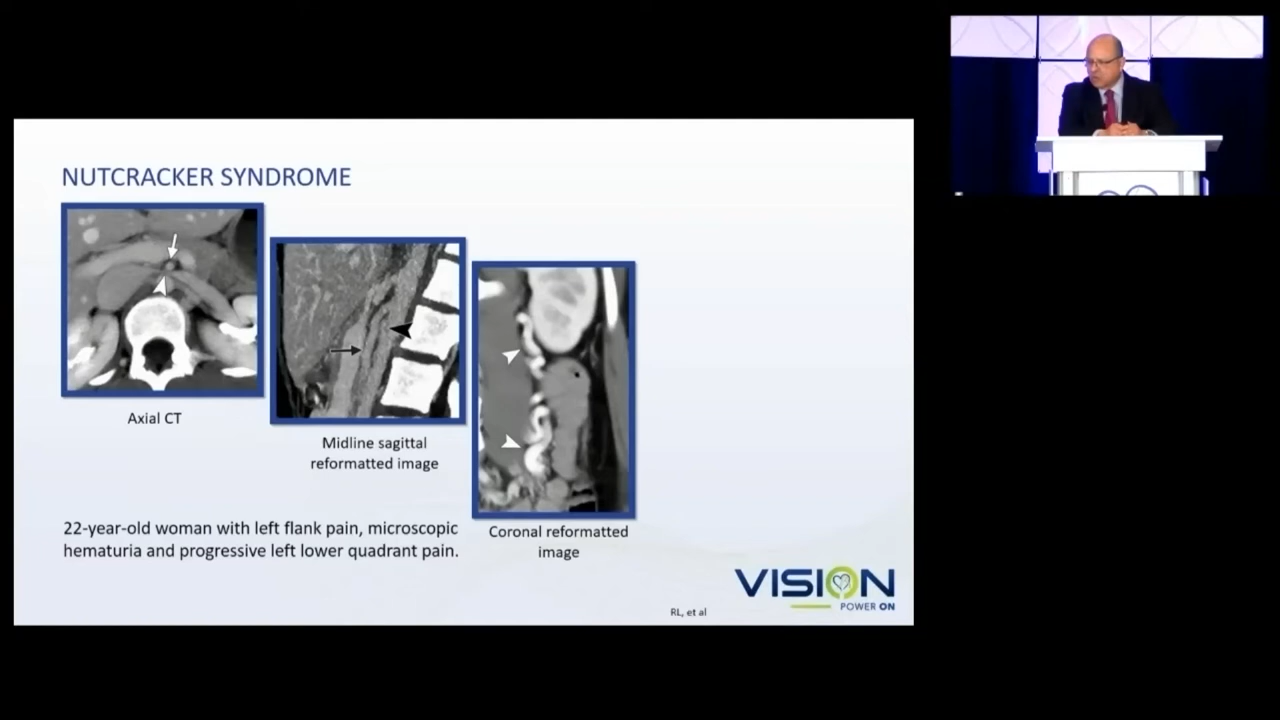 NUTCRACKER SYNDROME
Axial CT
Midline sagittal
reformatted image
Coronal reformatted
image
22-year-old woman with left flank pain, microscopic
hematuria and progressive left lower quadrant pain.
VISION
POWER ON
RL, et al